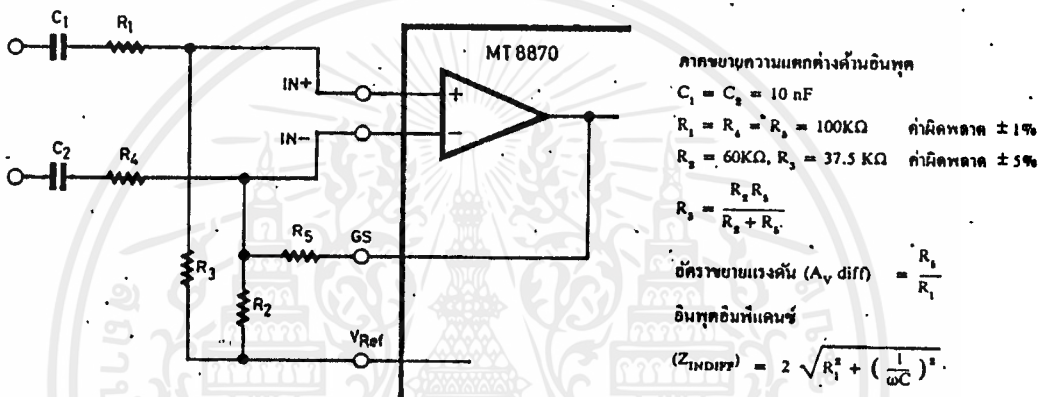 C₁ R₁
MT 8870
IN+
+
IN−
−
C₂ R₄
R₅ GS
R₃
R₂
VRef
ภาคขยายความแตกต่างด้านอินพุต
C₁ = C₂ = 10 nF
R₁ = R₄ = R₅ = 100KΩ ค่าผิดพลาด ± 1%
R₂ = 60KΩ, R₃ = 37.5 KΩ ค่าผิดพลาด ± 5%
R₃ = R₂ R₅ / R₂ + R₅
อัตราขยายแรงดัน (Aᵥ diff) = R₅ / R₁
อินพุตอิมพีแดนซ์
(Z_INDIFF) = 2 √ R₁² + ( 1 / ωC )²